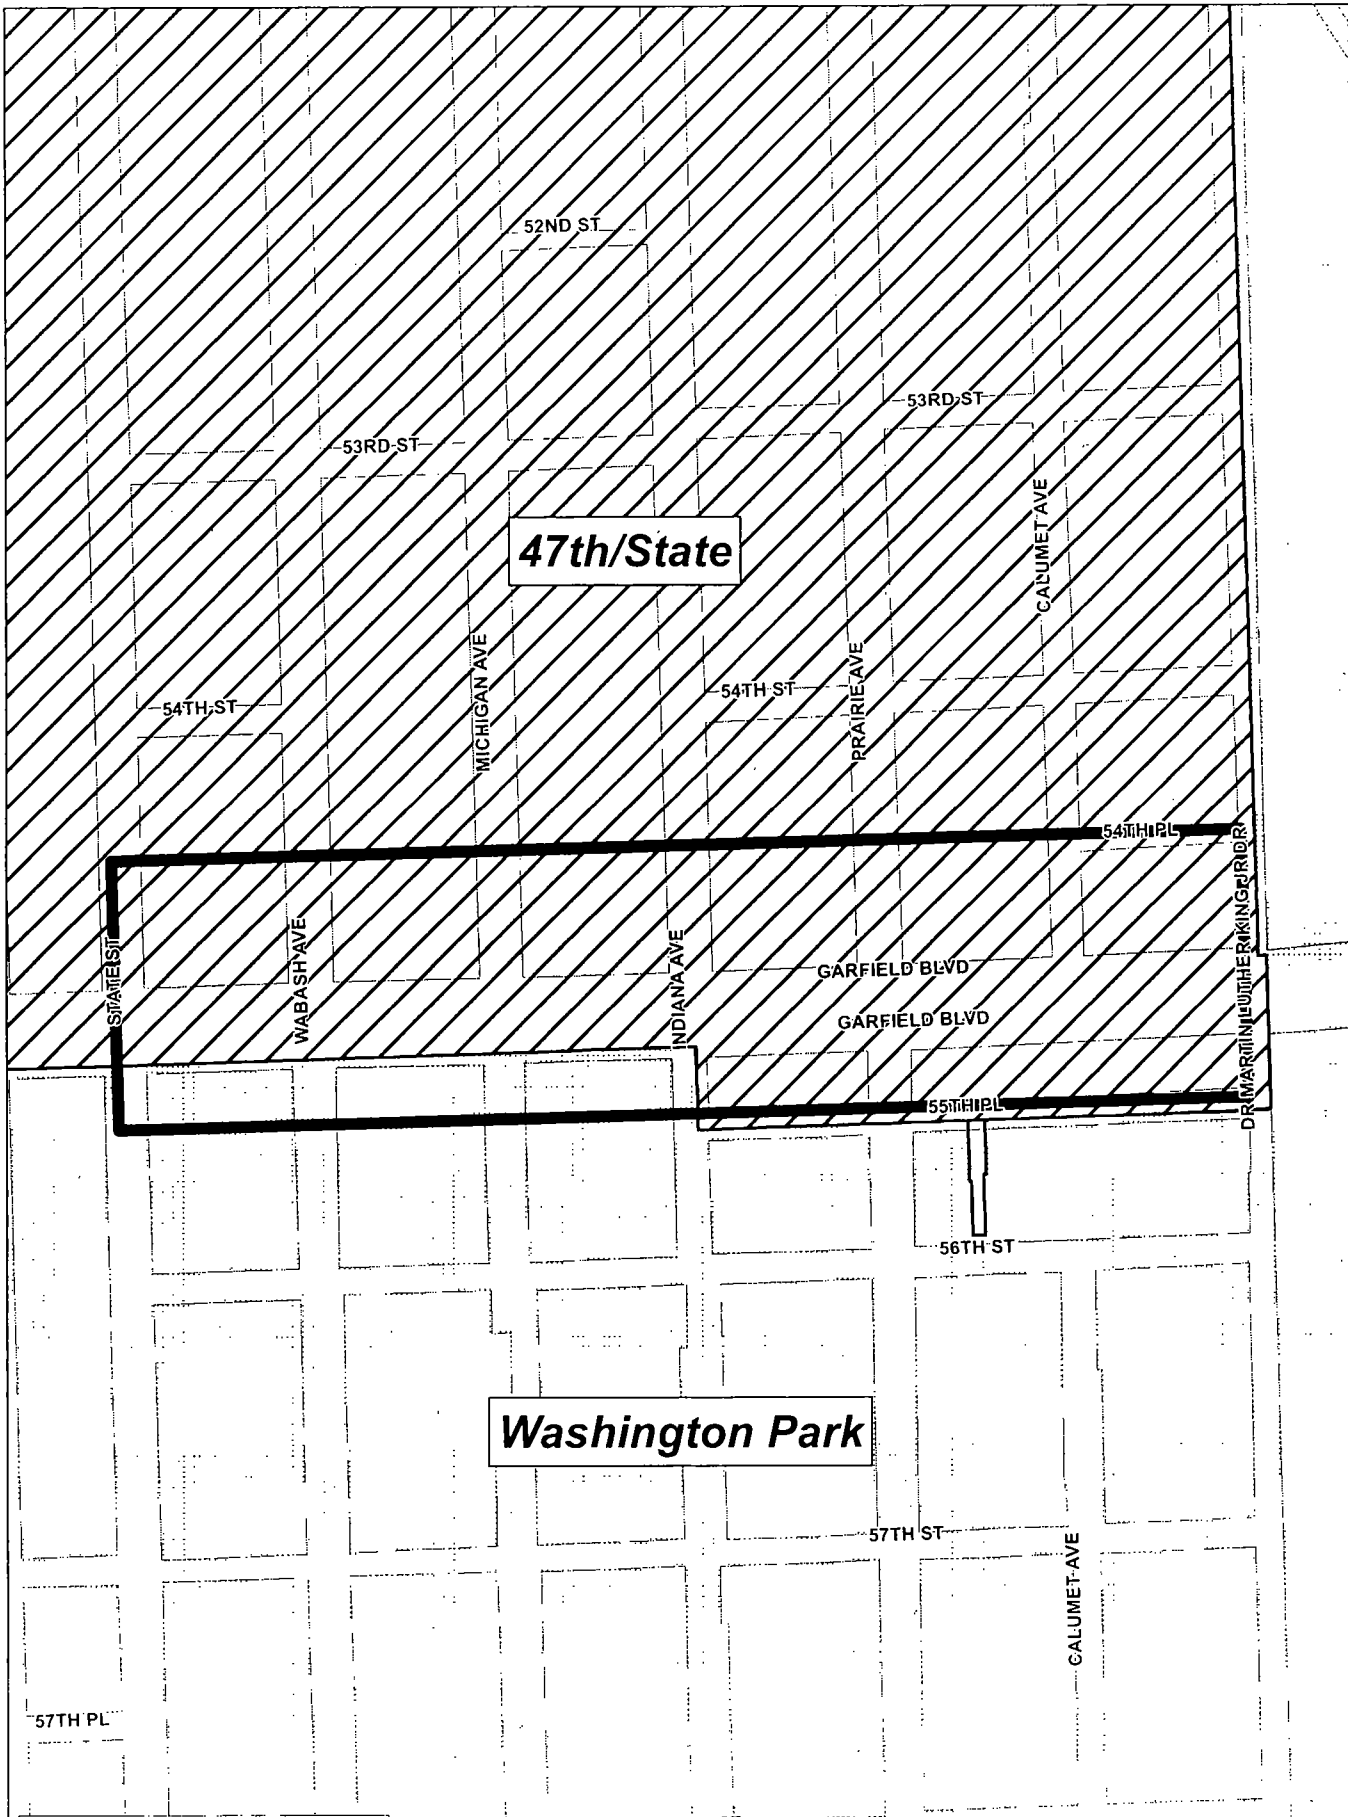 52ND ST
53RD ST
53RD ST
CALUMET AVE
47th/State
MICHIGAN AVE
PRAIRIE AVE
54TH ST
54TH ST
54TH PL
DR MARTIN LUTHER KING JR DR
STATE ST
WABASH AVE
INDIANA AVE
GARFIELD BLVD
GARFIELD BLVD
55TH PL
56TH ST
Washington Park
57TH ST
CALUMET AVE
57TH PL